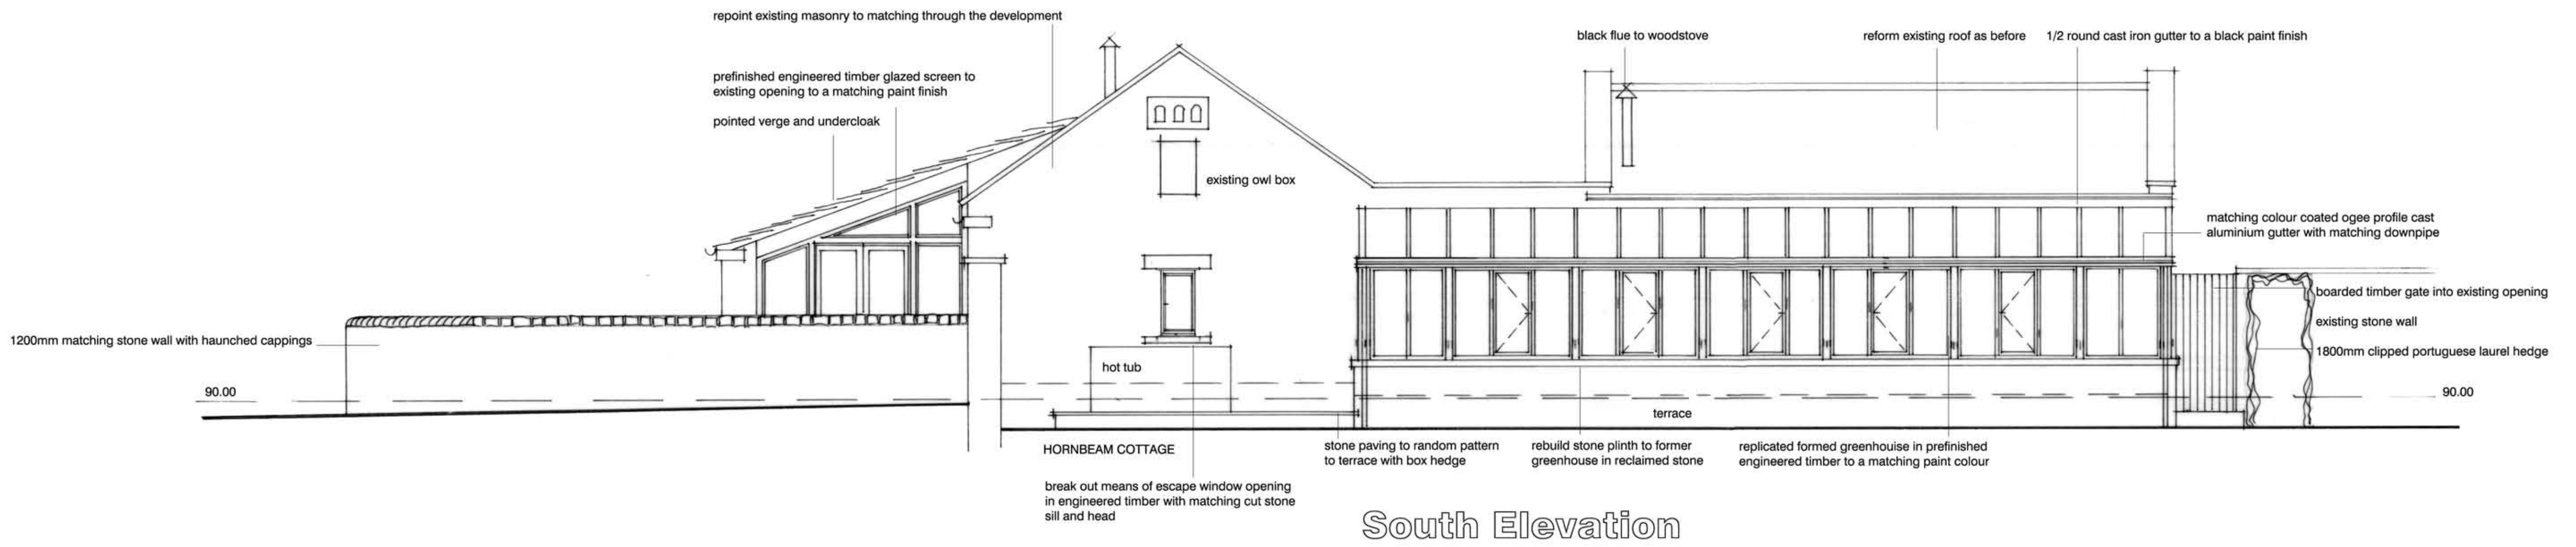 repoint existing masonry to matching through the development
prefinished engineered timber glazed screen to
existing opening to a matching paint finish
pointed verge and undercloak
black flue to woodstove
reform existing roof as before
1/2 round cast iron gutter to a black paint finish
existing owl box
matching colour coated ogee profile cast
aluminium gutter with matching downpipe
boarded timber gate into existing opening
existing stone wall
1800mm clipped portuguese laurel hedge
1200mm matching stone wall with haunched cappings
hot tub
90.00
90.00
terrace
HORNBEAM COTTAGE
stone paving to random pattern
to terrace with box hedge
rebuild stone plinth to former
greenhouse in reclaimed stone
replicated formed greenhouise in prefinished
engineered timber to a matching paint colour
break out means of escape window opening
in engineered timber with matching cut stone
sill and head
South Elevation